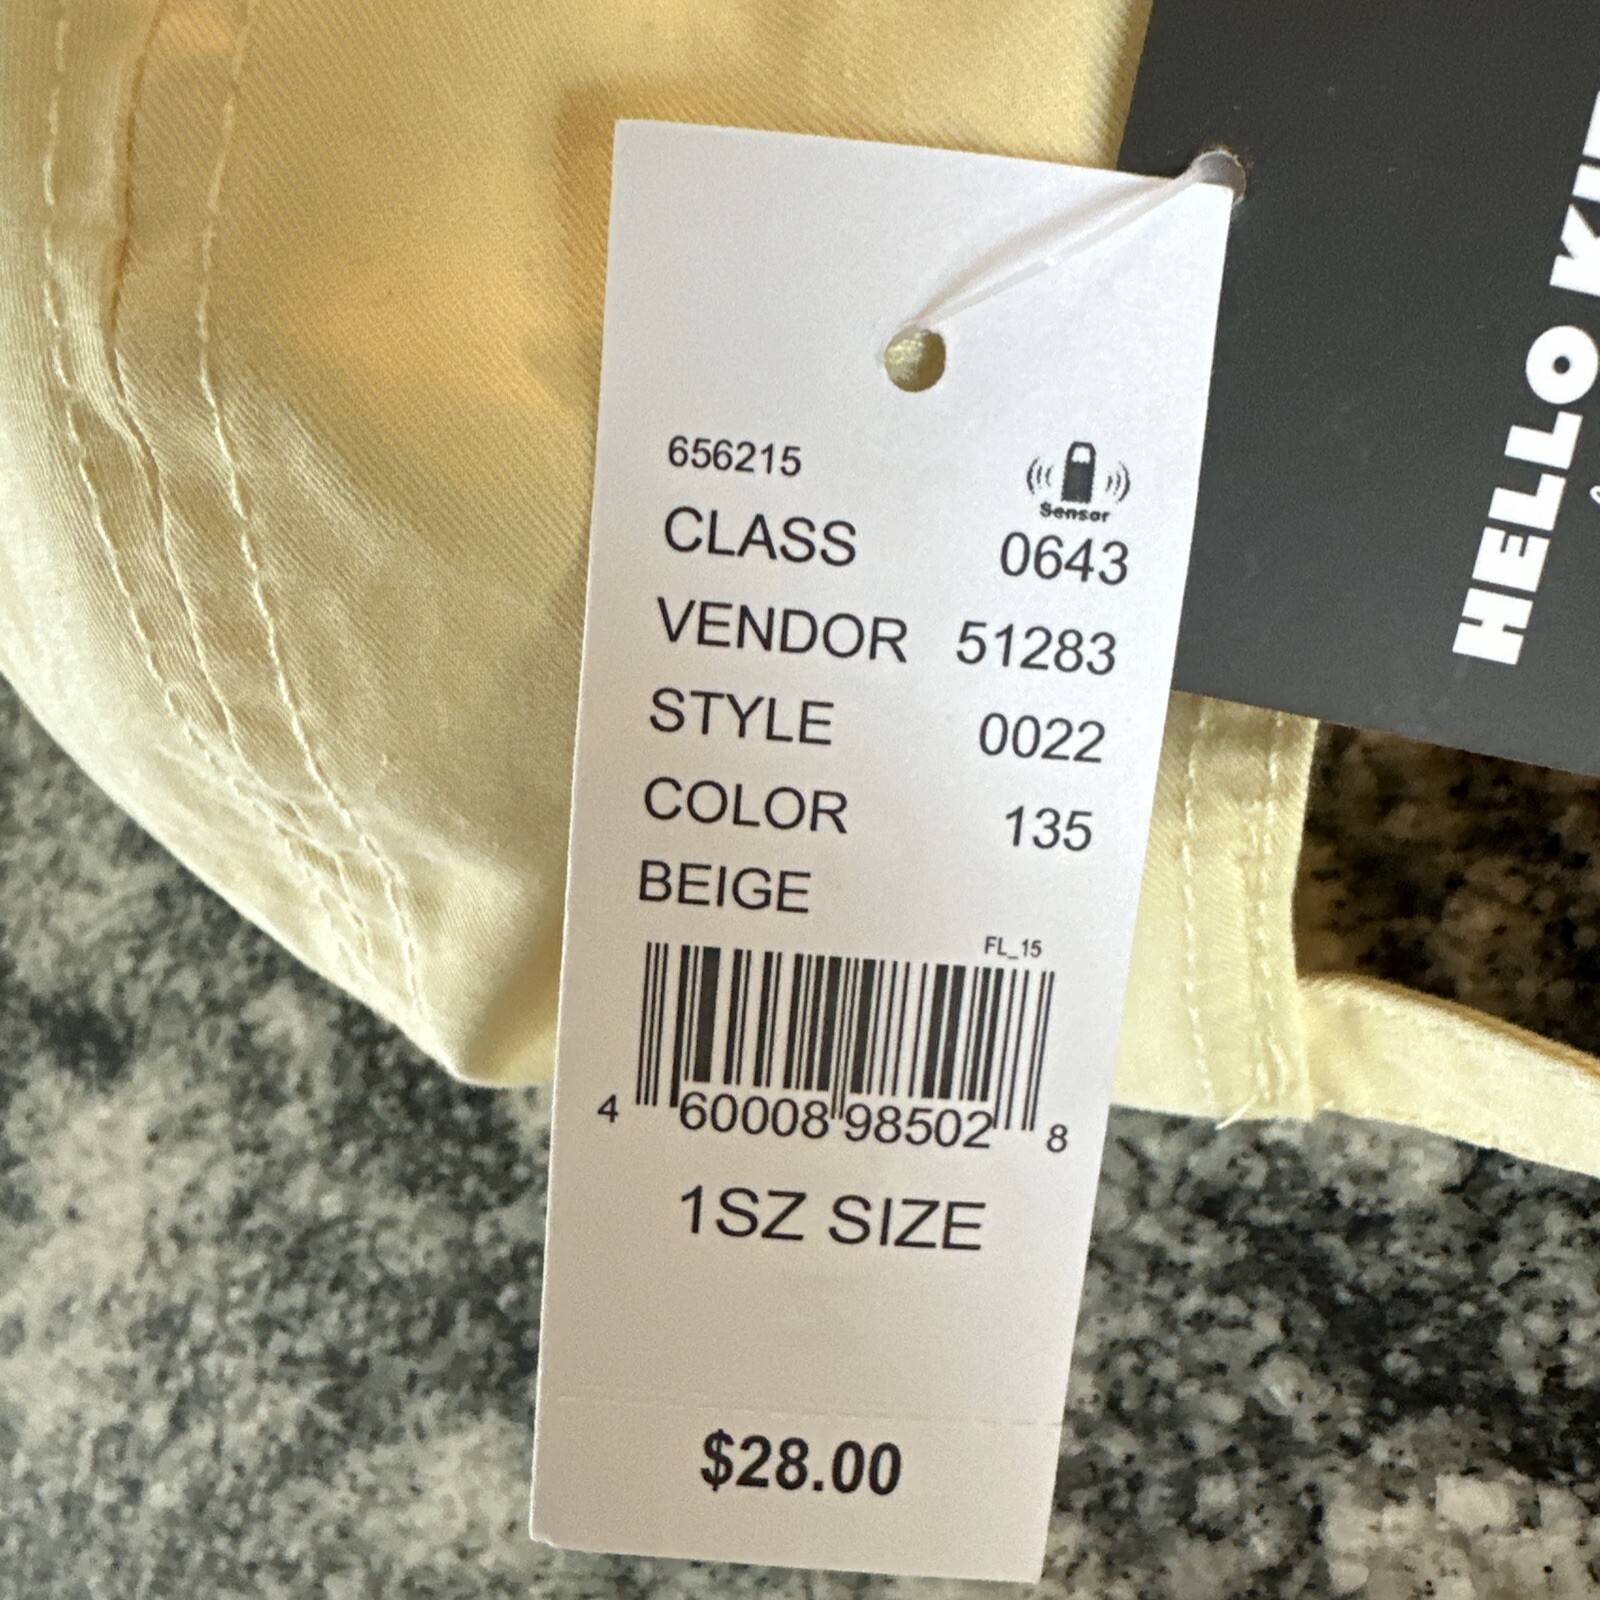 656215
Sensor
CLASS 0643
VENDOR 51283
STYLE 0022
COLOR 135
BEIGE
FL_15
4 60008 98502 8
1SZ SIZE
$28.00
HELLO